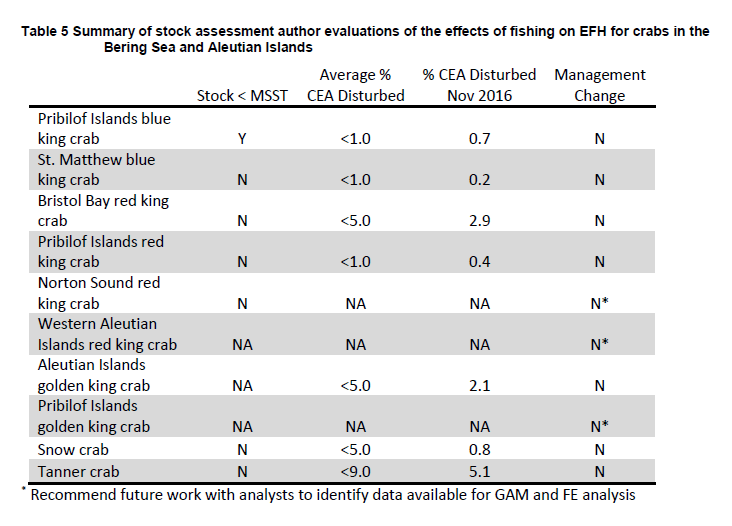 Table 5 Summary of stock assessment author evaluations of the effects of fishing on EFH for crabs in the
Bering Sea and Aleutian Islands
Average % % CEA Disturbed Management
Stock < MSST CEA Disturbed Nov 2016 Change
Pribilof Islands blue
king crab Y <1.0 0.7 N
St. Matthew blue
king crab N <1.0 0.2 N
Bristol Bay red king
crab N <5.0 2.9 N
Pribilof Islands red
king crab N <1.0 0.4 N
Norton Sound red
king crab N NA NA N*
Western Aleutian
Islands red king crab NA NA NA N*
Aleutian Islands
golden king crab NA <5.0 2.1 N
Pribilof Islands
golden king crab NA NA NA N*
Snow crab N <5.0 0.8 N
Tanner crab N <9.0 5.1 N
* Recommend future work with analysts to identify data available for GAM and FE analysis